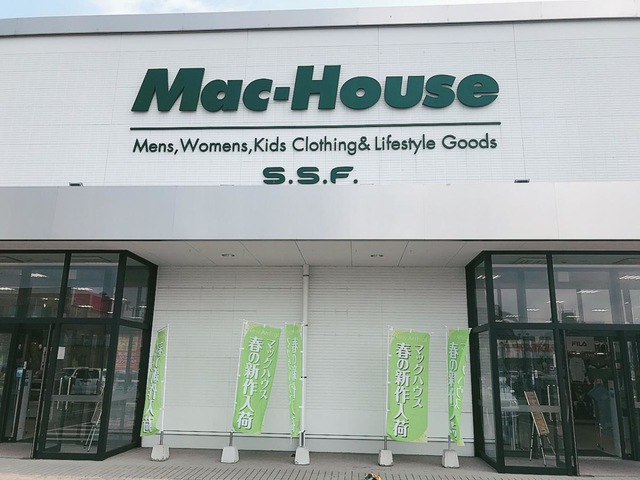 Mac-House
Mens,Womens,Kids Clothing & Lifestyle Goods
S.S.F.
マックハウス
春の新作入荷
マックハウス
春の新作入荷
FILA